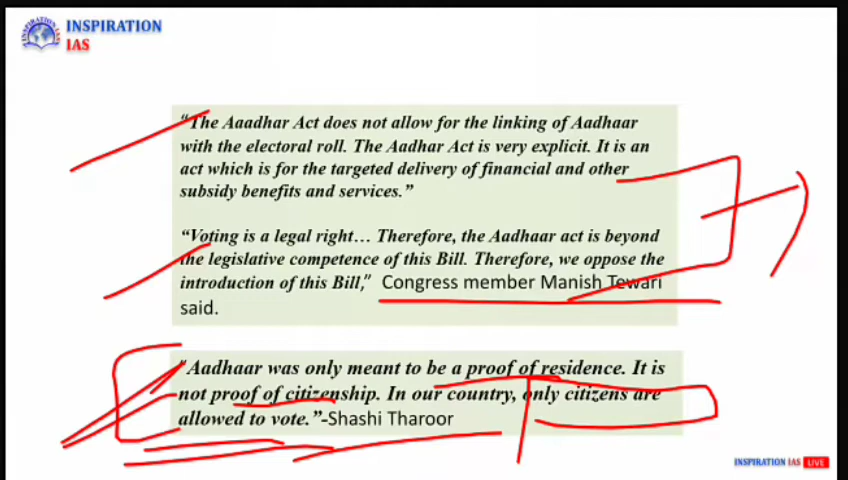 INSPIRATION
IAS
"The Aaadhar Act does not allow for the linking of Aadhaar
with the electoral roll. The Aadhar Act is very explicit. It is an
act which is for the targeted delivery of financial and other
subsidy benefits and services.”
“Voting is a legal right… Therefore, the Aadhaar act is beyond
the legislative competence of this Bill. Therefore, we oppose the
introduction of this Bill,” Congress member Manish Tewari
said.
"Aadhaar was only meant to be a proof of residence. It is
not proof of citizenship. In our country, only citizens are
allowed to vote.”-Shashi Tharoor
INSPIRATION IAS LIVE